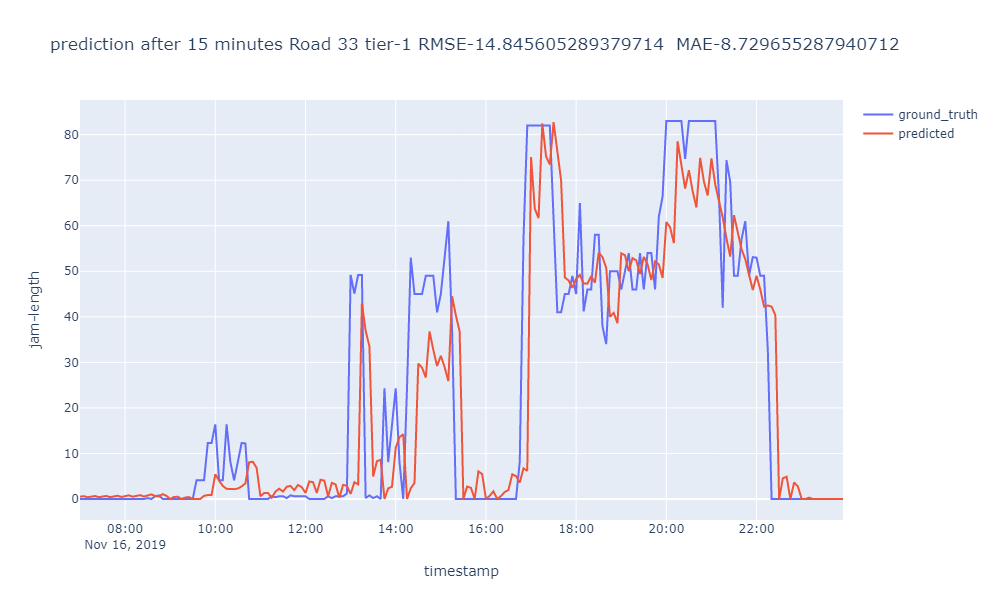 prediction after 15 minutes Road 33 tier-1 RMSE-14.845605289379714  MAE-8.729655287940712
ground_truth
predicted
80
70
60
50
40
30
20
10
0
jam-length
08:00 10:00 12:00 14:00 16:00 18:00 20:00 22:00
Nov 16, 2019
timestamp